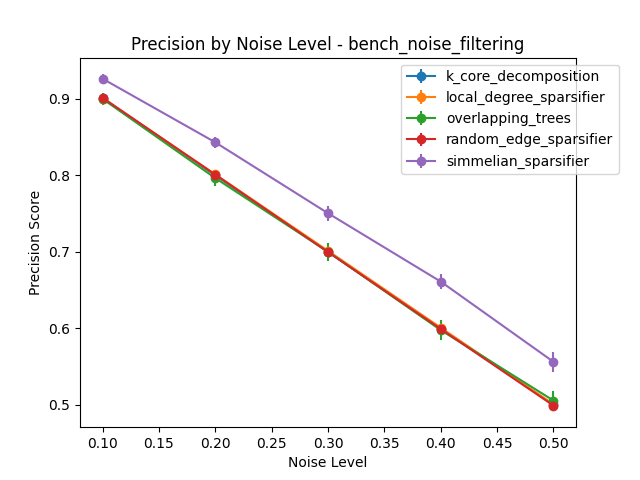 Precision by Noise Level - bench_noise_filtering
k_core_decomposition
local_degree_sparsifier
overlapping_trees
random_edge_sparsifier
simmelian_sparsifier
Precision Score
0.9
0.8
0.7
0.6
0.5
0.10 0.15 0.20 0.25 0.30 0.35 0.40 0.45 0.50
Noise Level